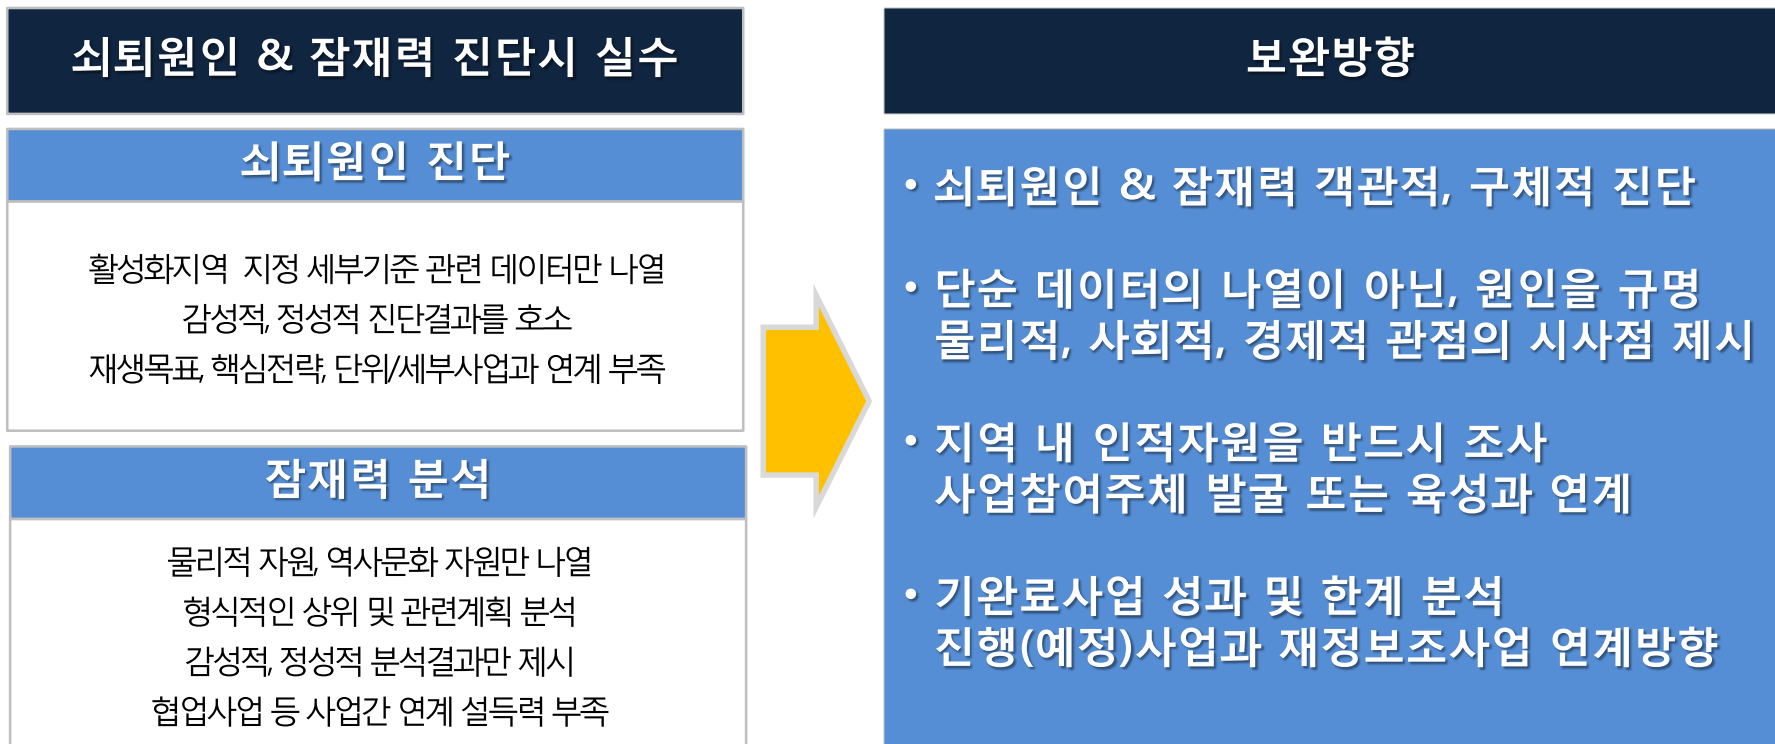 쇠퇴원인 & 잠재력 진단시 실수
쇠퇴원인 진단
활성화지역 지정 세부기준 관련 데이터만 나열
감성적, 정성적 진단결과를 호소
재생목표, 핵심전략, 단위/세부사업과 연계 부족
잠재력 분석
물리적 자원, 역사문화 자원만 나열
형식적인 상위 및 관련계획 분석
감성적, 정성적 분석결과만 제시
협업사업 등 사업간 연계 설득력 부족
보완방향
• 쇠퇴원인 & 잠재력 객관적, 구체적 진단
• 단순 데이터의 나열이 아닌, 원인을 규명
물리적, 사회적, 경제적 관점의 시사점 제시
• 지역 내 인적자원을 반드시 조사
사업참여주체 발굴 또는 육성과 연계
• 기완료사업 성과 및 한계 분석
진행(예정)사업과 재정보조사업 연계방향